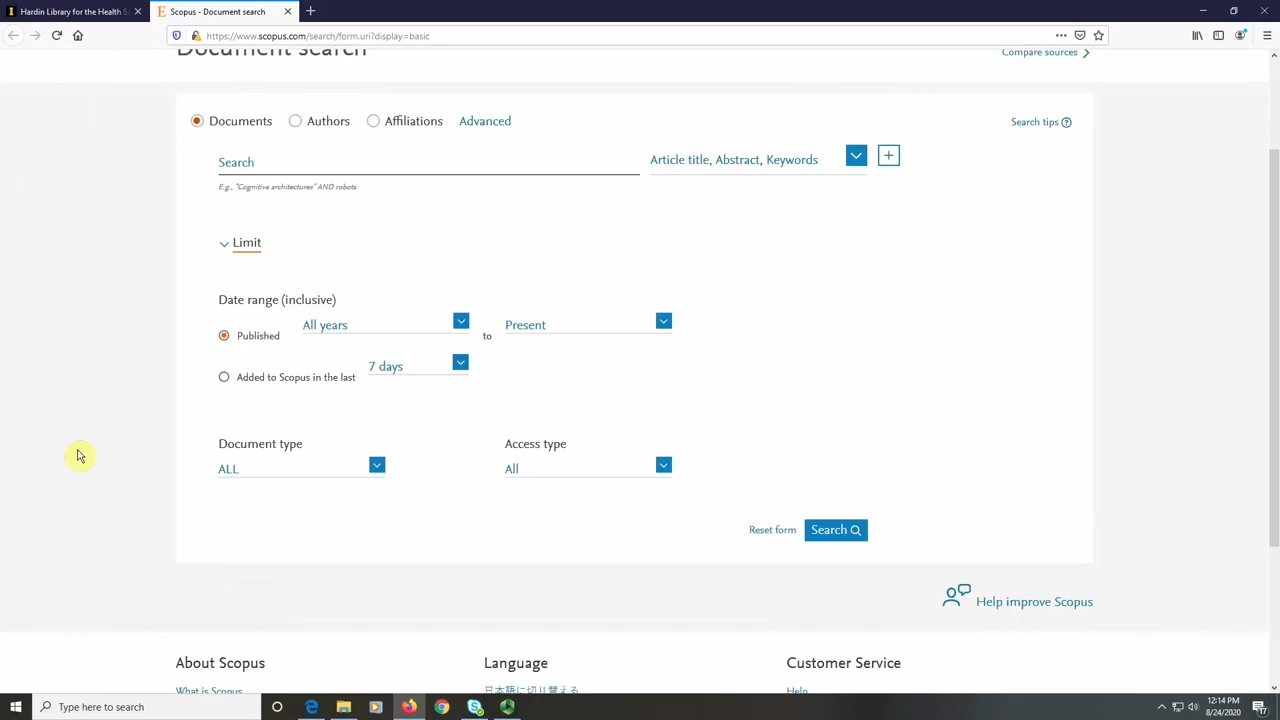 Hardin Library for the Health S
Scopus - Document search
https://www.scopus.com/search/form.uri?display=basic
Document search
Compare sources
Documents
Authors
Affiliations
Advanced
Search tips
Search
Article title, Abstract, Keywords
E.g., "Cognitive architectures" AND robots
Limit
Date range (inclusive)
Published
All years
to
Present
Added to Scopus in the last
7 days
Document type
Access type
ALL
All
Reset form
Search
Help improve Scopus
About Scopus
Language
Customer Service
What is Scopus
日本語に切り替える
Help
Type here to search
12:14 PM
8/24/2020
17